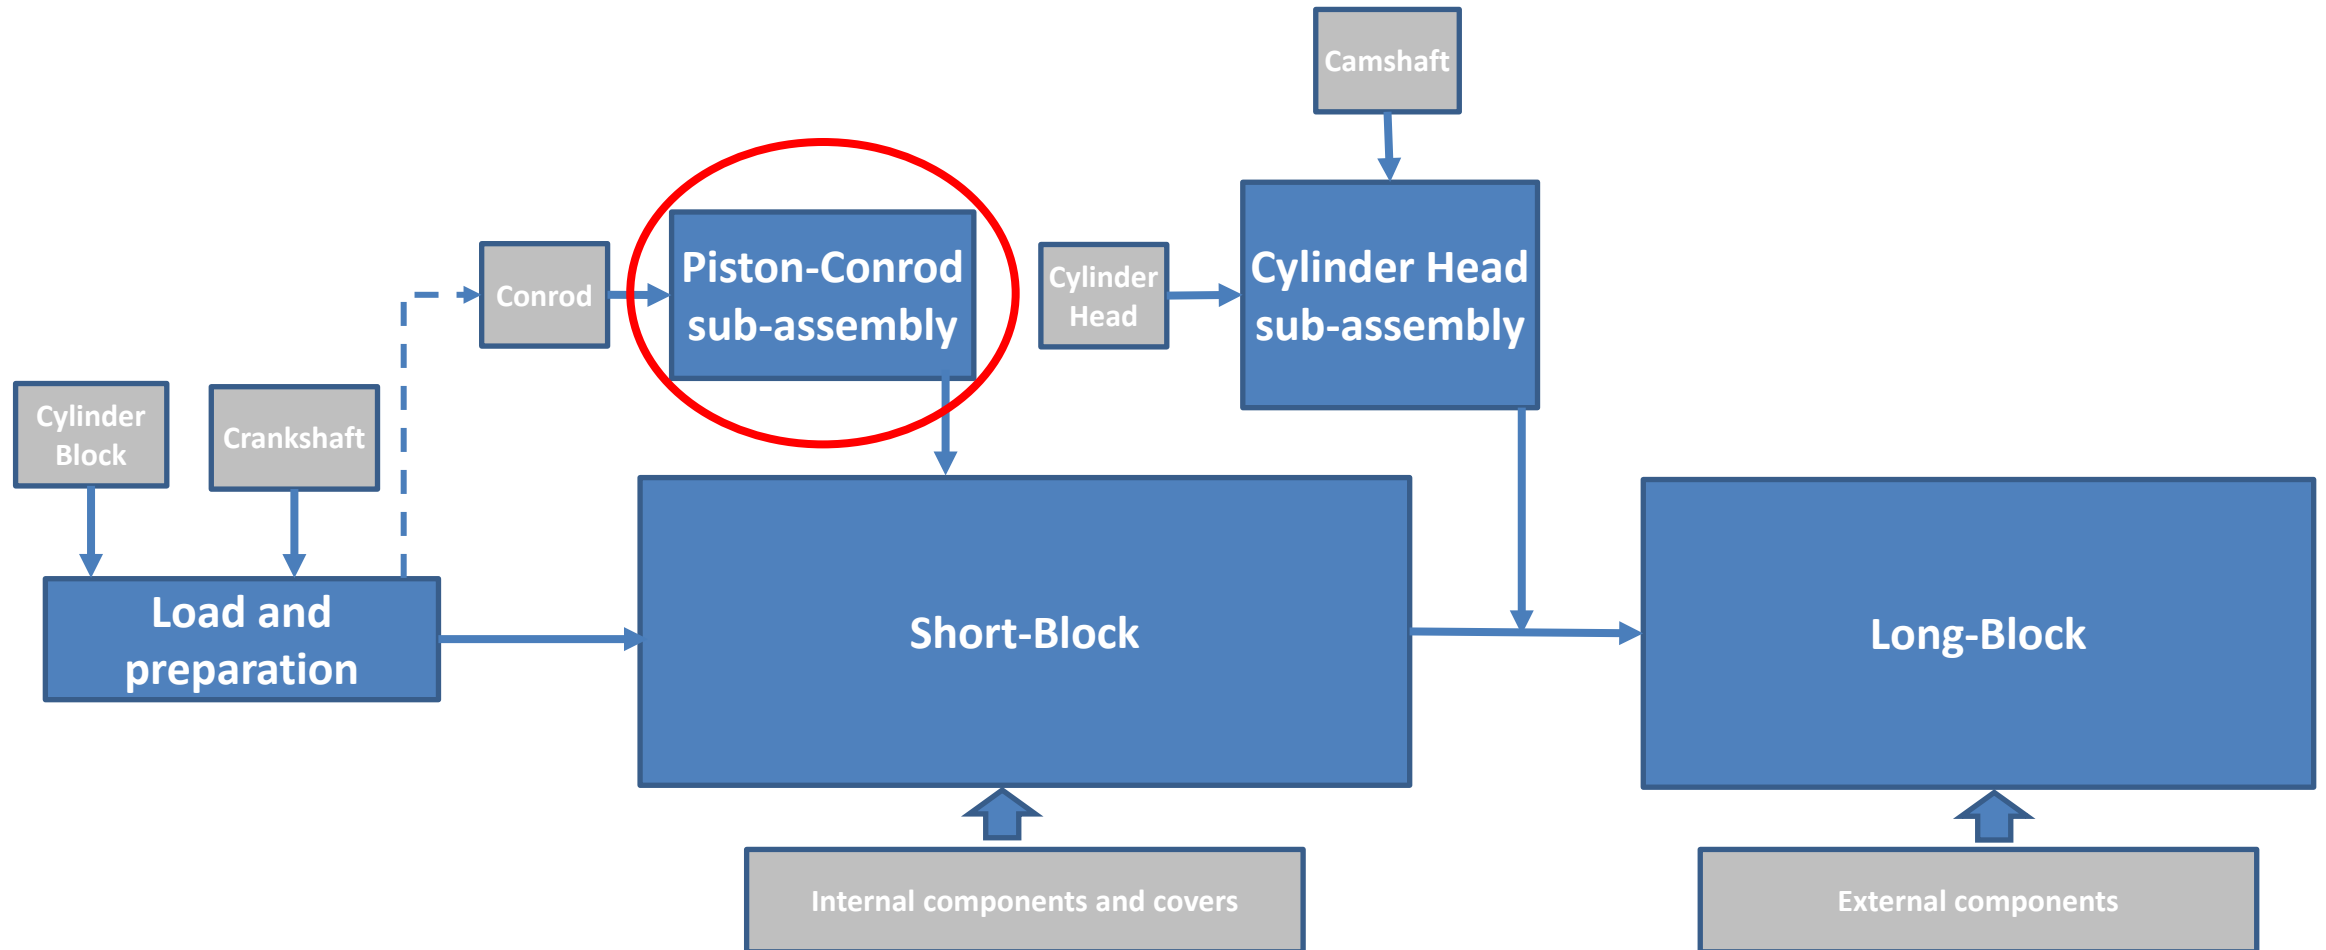 Camshaft
Piston-Conrod
sub-assembly
Conrod
Cylinder
Head
Cylinder Head
sub-assembly
Cylinder
Block
Crankshaft
Load and
preparation
Short-Block
Long-Block
Internal components and covers
External components